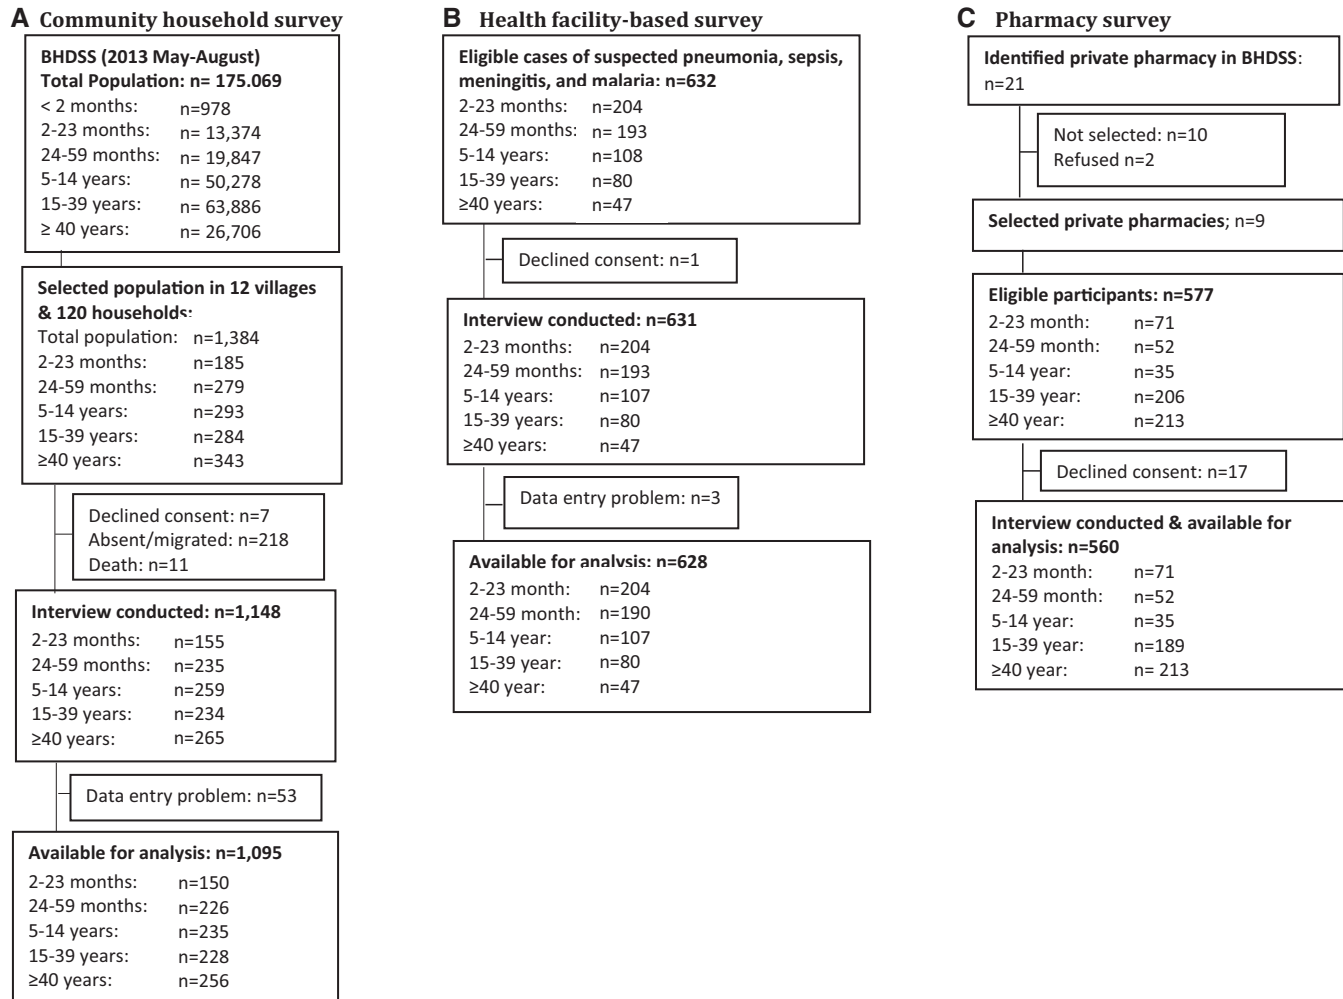 A Community household survey
BHDSS (2013 May-August)
Total Population: n= 175.069
< 2 months: n=978
2-23 months: n= 13,374
24-59 months: n= 19,847
5-14 years: n= 50,278
15-39 years: n= 63,886
≥ 40 years: n= 26,706
Selected population in 12 villages
& 120 households:
Total population: n=1,384
2-23 months: n=185
24-59 months: n=279
5-14 years: n=293
15-39 years: n=284
≥40 years: n=343
Declined consent: n=7
Absent/migrated: n=218
Death: n=11
Interview conducted: n=1,148
2-23 months: n=155
24-59 months: n=235
5-14 years: n=259
15-39 years: n=234
≥40 years: n=265
Data entry problem: n=53
Available for analysis: n=1,095
2-23 months: n=150
24-59 months: n=226
5-14 years: n=235
15-39 years: n=228
≥40 years: n=256
B Health facility-based survey
Eligible cases of suspected pneumonia, sepsis,
meningitis, and malaria: n=632
2-23 months: n=204
24-59 months: n= 193
5-14 years: n=108
15-39 years: n=80
≥40 years: n=47
Declined consent: n=1
Interview conducted: n=631
2-23 months: n=204
24-59 months: n=193
5-14 years: n=107
15-39 years: n=80
≥40 years: n=47
Data entry problem: n=3
Available for analysis: n=628
2-23 month: n=204
24-59 month: n=190
5-14 year: n=107
15-39 year: n=80
≥40 year: n=47
C Pharmacy survey
Identified private pharmacy in BHDSS:
n=21
Not selected: n=10
Refused n=2
Selected private pharmacies; n=9
Eligible participants: n=577
2-23 month: n=71
24-59 month: n=52
5-14 year: n=35
15-39 year: n=206
≥40 year: n=213
Declined consent: n=17
Interview conducted & available for
analysis: n=560
2-23 month: n=71
24-59 month: n=52
5-14 year: n=35
15-39 year: n=189
≥40 year: n= 213